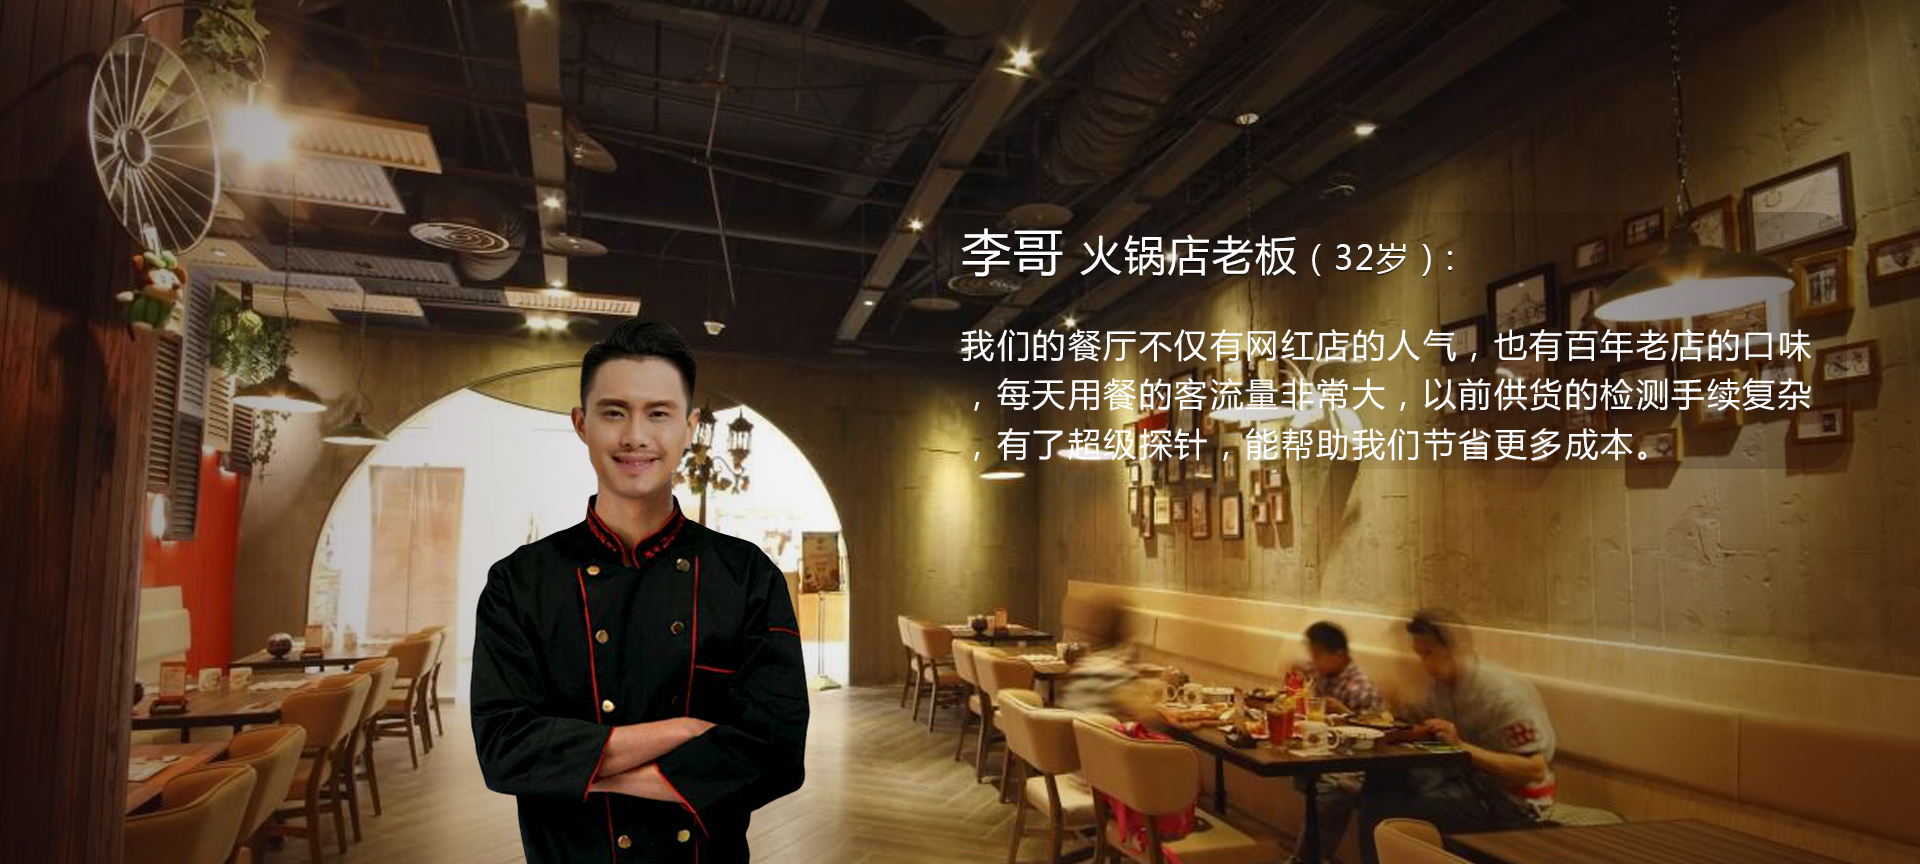 李哥 火锅店老板（32岁）:
我们的餐厅不仅有网红店的人气，也有百年老店的口味
，每天用餐的客流量非常大，以前供货的检测手续复杂
，有了超级探针，能帮助我们节省更多成本。